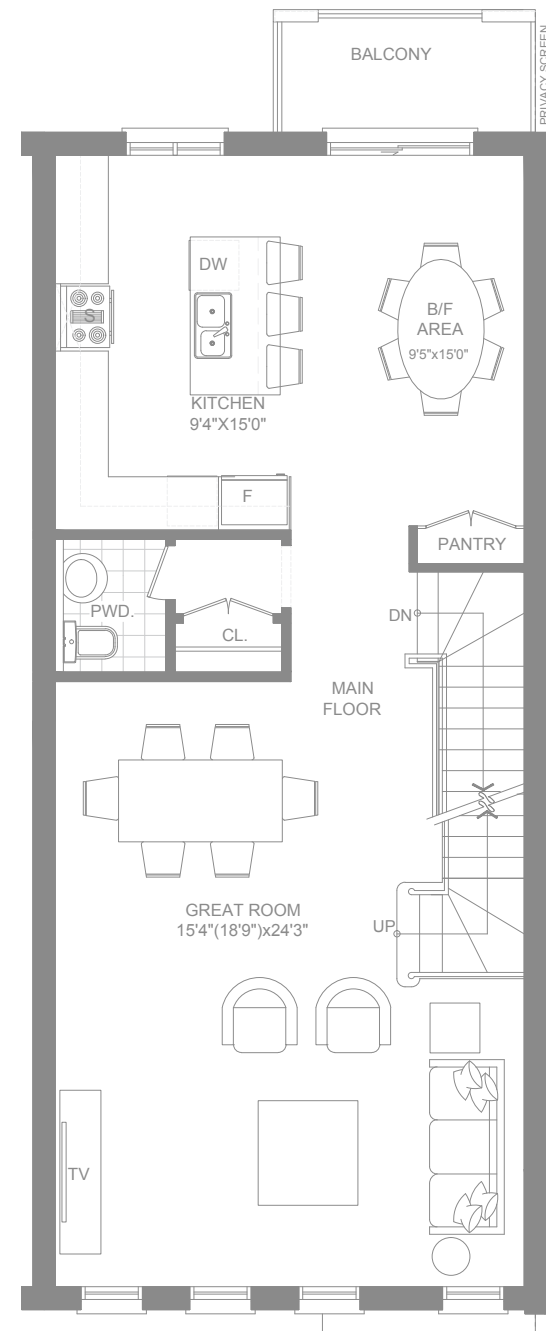 BALCONY
PRIVACY SCREEN
DW
S
B/F
AREA
9'5"x15'0"
KITCHEN
9'4"X15'0"
F
PANTRY
PWD.
CL.
DN
MAIN
FLOOR
GREAT ROOM
15'4"(18'9")x24'3"
UP
TV